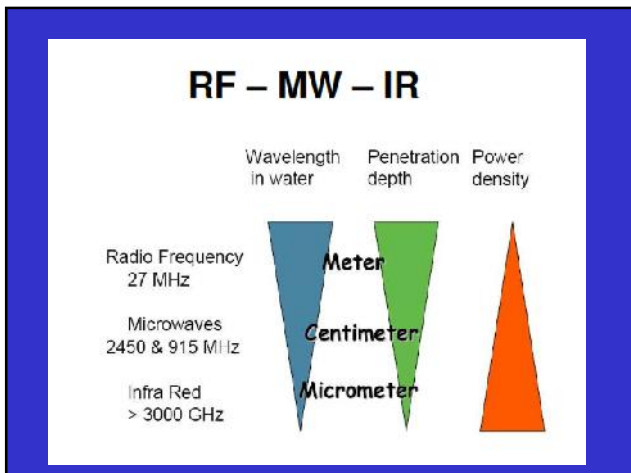 RF – MW – IR
Wavelength in water
Penetration depth
Power density
Radio Frequency
27 MHz
Meter
Microwaves
2450 & 915 MHz
Centimeter
Infra Red
> 3000 GHz
Micrometer